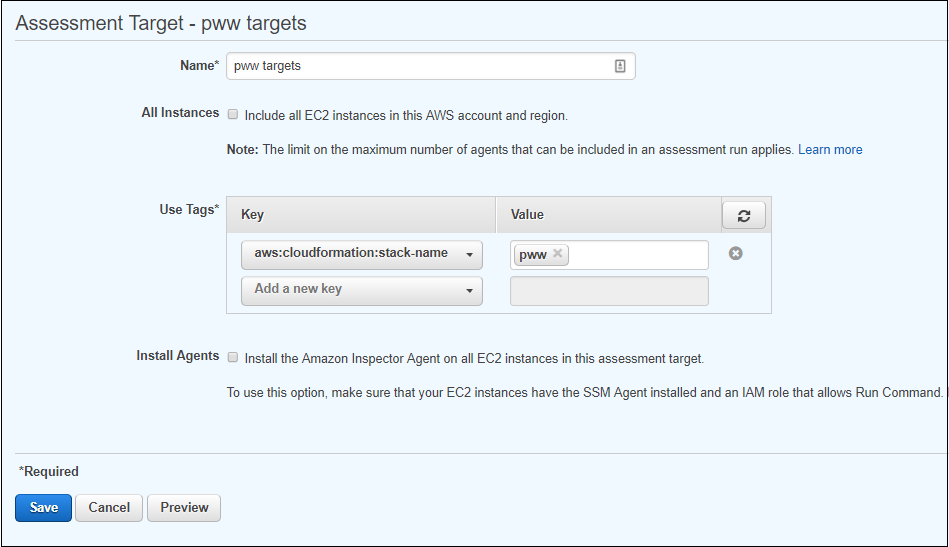 Assessment Target - pww targets
Name* pww targets
All Instances Include all EC2 instances in this AWS account and region.
Note: The limit on the maximum number of agents that can be included in an assessment run applies. Learn more
Use Tags* Key Value
aws:cloudformation:stack-name pww
Add a new key
Install Agents Install the Amazon Inspector Agent on all EC2 instances in this assessment target.
To use this option, make sure that your EC2 instances have the SSM Agent installed and an IAM role that allows Run Command.
*Required
Save Cancel Preview